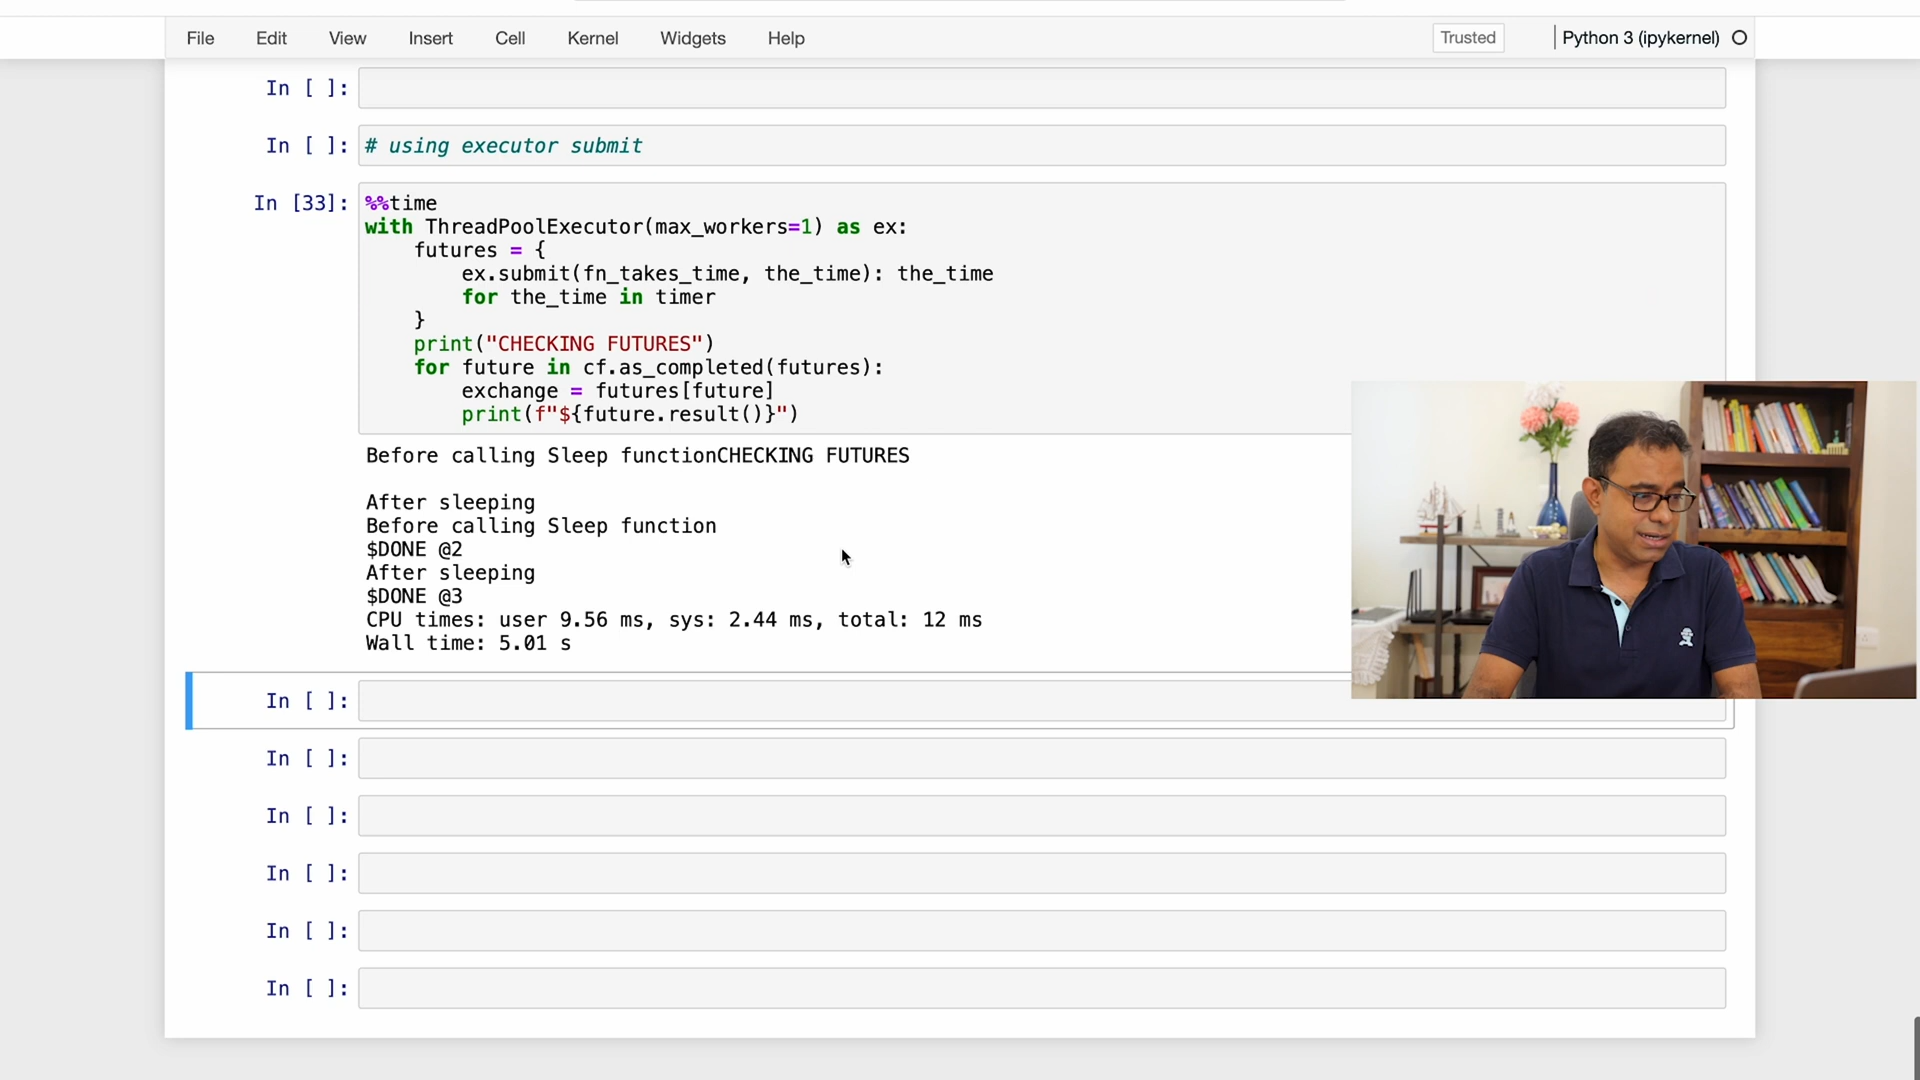 File Edit View Insert Cell Kernel Widgets Help Trusted Python 3 (ipykernel)
In [ ]:
In [ ]: # using executor submit
In [33]: %%time
with ThreadPoolExecutor(max_workers=1) as ex:
    futures = {
        ex.submit(fn_takes_time, the_time): the_time
        for the_time in timer
    }
    print("CHECKING FUTURES")
    for future in cf.as_completed(futures):
        exchange = futures[future]
        print(f"${future.result()}")
Before calling Sleep functionCHECKING FUTURES
After sleeping
Before calling Sleep function
$DONE @2
After sleeping
$DONE @3
CPU times: user 9.56 ms, sys: 2.44 ms, total: 12 ms
Wall time: 5.01 s
In [ ]:
In [ ]:
In [ ]:
In [ ]:
In [ ]:
In [ ]: